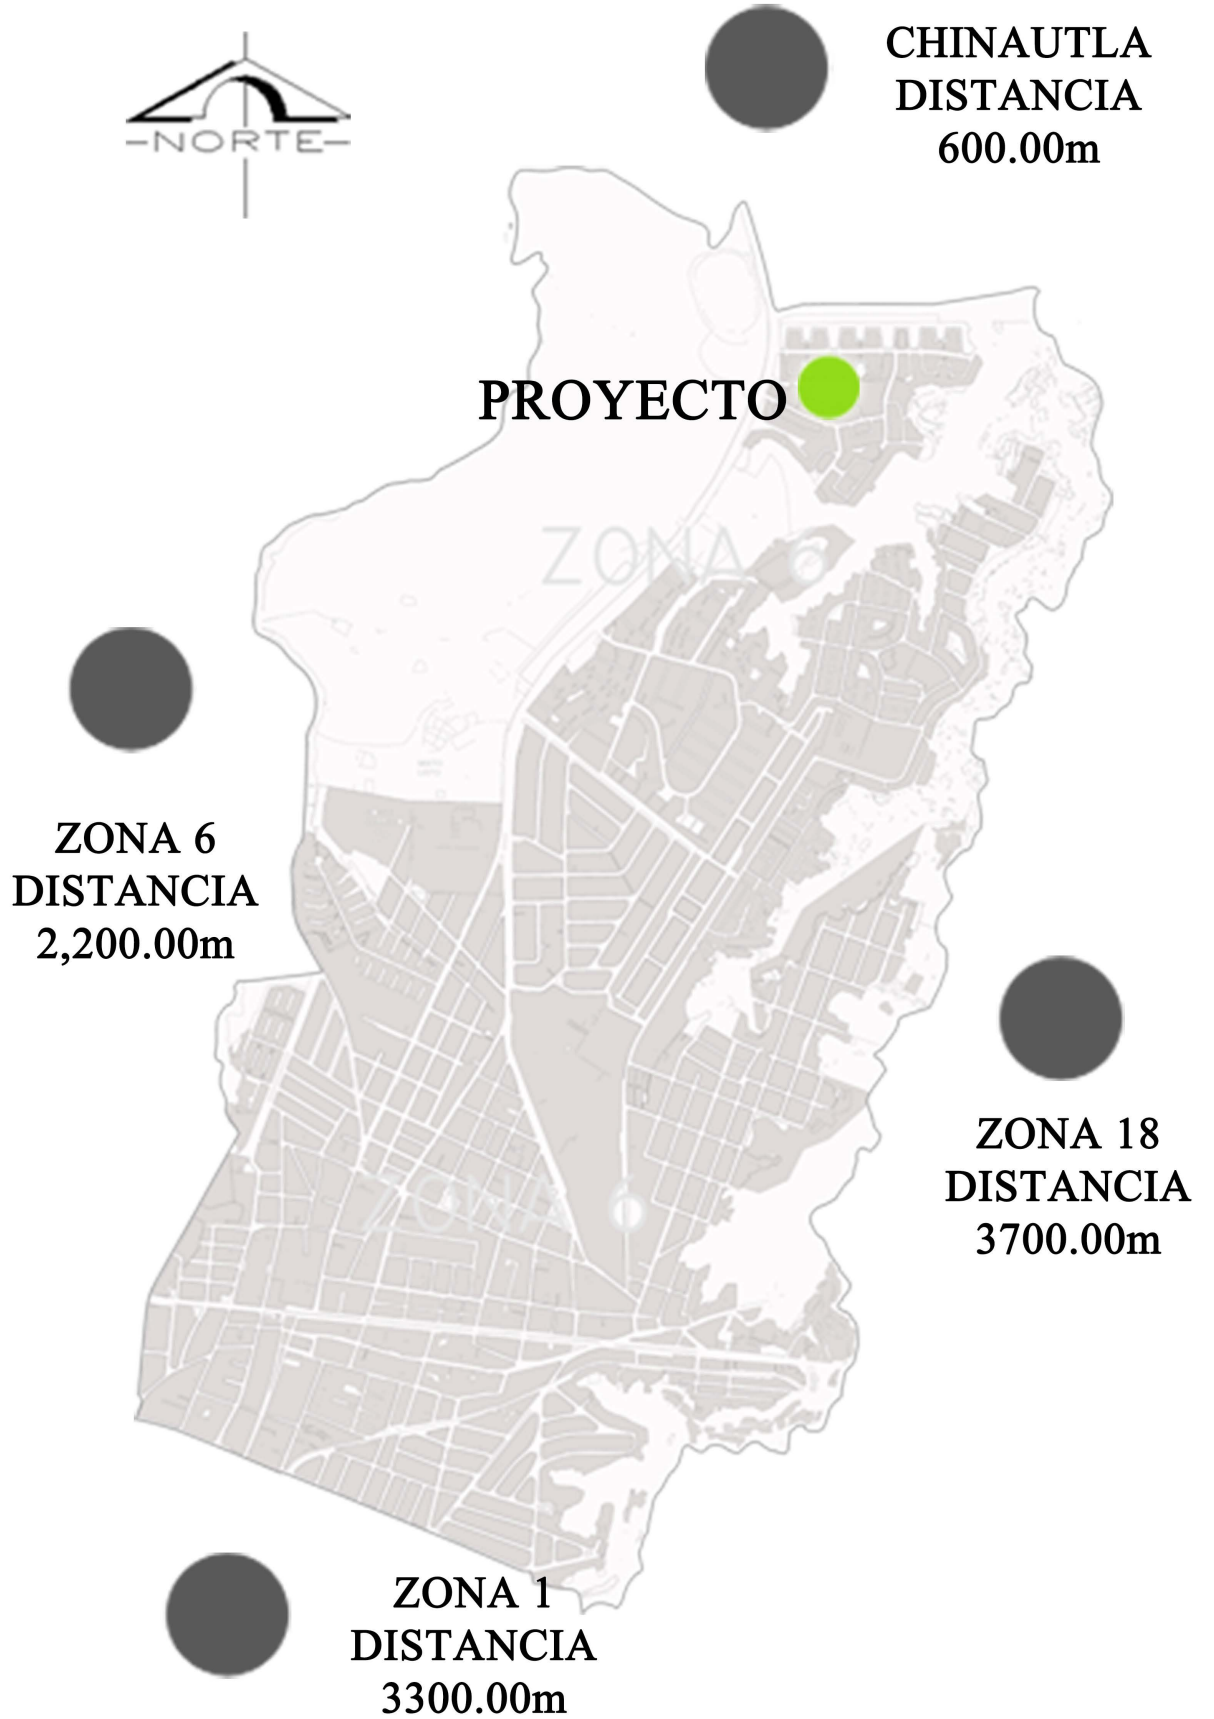 CHINAUTLA
DISTANCIA
600.00m
-NORTE-
PROYECTO
ZONA 6
ZONA 6
DISTANCIA
2,200.00m
ZONA 18
DISTANCIA
3700.00m
ZONA 6
ZONA 1
DISTANCIA
3300.00m